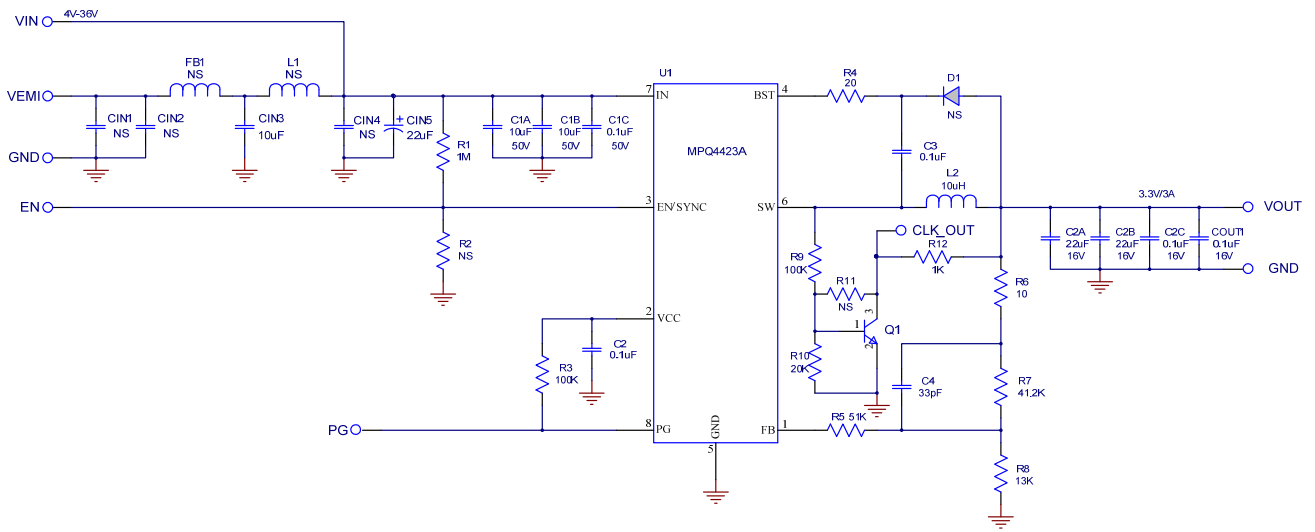 VIN
4V-36V
FB1
NS
L1
NS
VEMI
CIN1
NS
CIN2
NS
CIN3
10uF
CIN4
NS
CIN5
22uF
+
R1
1M
C1A
10uF
50V
C1B
10uF
50V
C1C
0.1uF
50V
GND
EN
R2
NS
R3
100K
C2
0.1uF
PG
U1
MPQ4423A
7
IN
3
EN/SYNC
2
VCC
8
PG
GND
5
BST
4
SW
6
FB
1
R4
20
D1
NS
C3
0.1uF
L2
10uH
3.3V/3A
VOUT
CLK_OUT
R9
100K
R11
NS
R12
1K
R10
20K
Q1
1
2
3
C4
33pF
R5 51K
R6
10
R7
41.2K
R8
13K
C2A
22uF
16V
C2B
22uF
16V
C2C
0.1uF
16V
COUT1
0.1uF
16V
GND